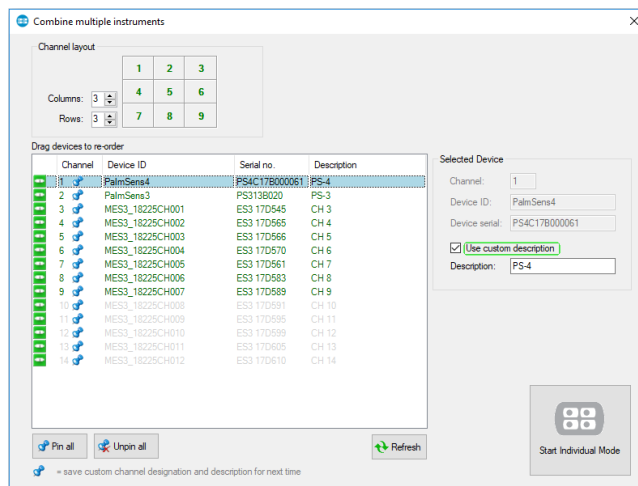 Combine multiple instruments
Channel layout
1 2 3
4 5 6
7 8 9
Columns: 3
Rows: 3
Drag devices to re-order
Channel Device ID Serial no. Description
1 PalmSens4 PS4C17B000061 PS-4
2 PalmSens3 PS313B020 PS-3
3 MES3_18225CH001 ES3 17D545 CH 3
4 MES3_18225CH002 ES3 17D565 CH 4
5 MES3_18225CH003 ES3 17D566 CH 5
6 MES3_18225CH004 ES3 17D570 CH 6
7 MES3_18225CH005 ES3 17D561 CH 7
8 MES3_18225CH006 ES3 17D583 CH 8
9 MES3_18225CH007 ES3 17D589 CH 9
10 MES3_18225CH008 ES3 17D591 CH 10
11 MES3_18225CH009 ES3 17D595 CH 11
12 MES3_18225CH010 ES3 17D599 CH 12
13 MES3_18225CH011 ES3 17D605 CH 13
14 MES3_18225CH012 ES3 17D610 CH 14
Selected Device
Channel: 1
Device ID: PalmSens4
Device serial: PS4C17B000061
Use custom description
Description: PS-4
Pin all Unpin all Refresh
Start Individual Mode
= save custom channel designation and description for next time